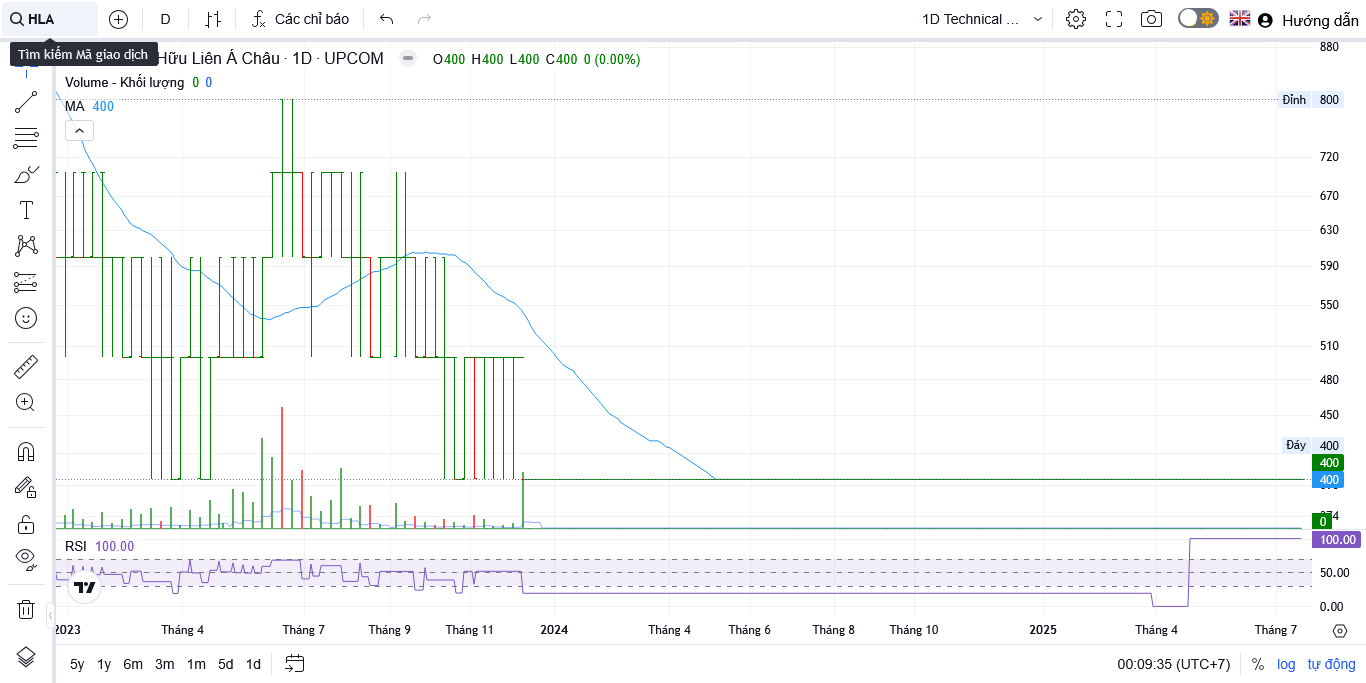 HLA
D
Các chỉ báo
1D Technical ...
Hướng dẫn
Tìm kiếm Mã giao dịch
Hữu Liên Á Châu · 1D · UPCOM
O400 H400 L400 C400 0 (0.00%)
Volume - Khối lượng 0 0
MA 400
880
Đỉnh 800
720
670
630
590
550
510
480
450
Đáy 400
400
400
0
RSI 100.00
100.00
50.00
0.00
2023 Tháng 4 Tháng 7 Tháng 9 Tháng 11 2024 Tháng 4 Tháng 6 Tháng 8 Tháng 10 2025 Tháng 4 Tháng 7
5y 1y 6m 3m 1m 5d 1d
00:09:35 (UTC+7) % log tự động